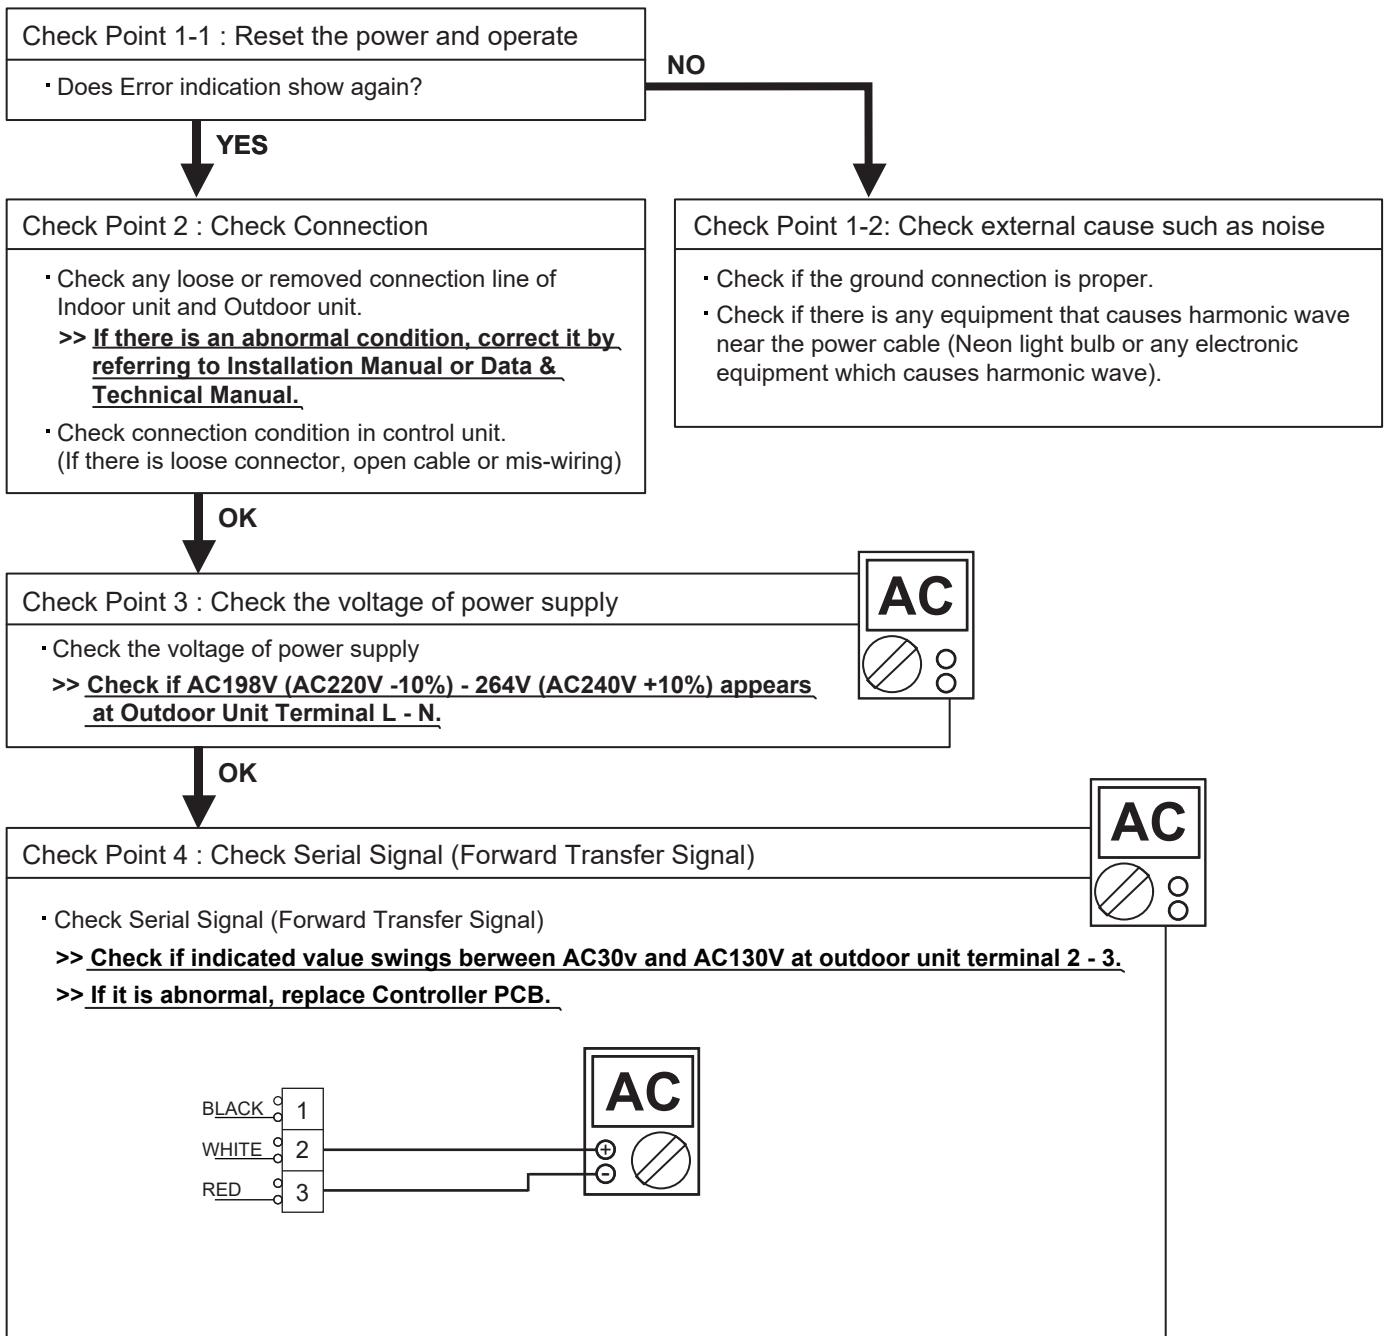 Check Point 1-1 : Reset the power and operate
· Does Error indication show again?
NO
YES
Check Point 2 : Check Connection
· Check any loose or removed connection line of
Indoor unit and Outdoor unit.
>> If there is an abnormal condition, correct it by
referring to Installation Manual or Data &
Technical Manual.
· Check connection condition in control unit.
(If there is loose connector, open cable or mis-wiring)
Check Point 1-2: Check external cause such as noise
· Check if the ground connection is proper.
· Check if there is any equipment that causes harmonic wave
near the power cable (Neon light bulb or any electronic
equipment which causes harmonic wave).
OK
Check Point 3 : Check the voltage of power supply
AC
· Check the voltage of power supply
>> Check if AC198V (AC220V -10%) - 264V (AC240V +10%) appears
at Outdoor Unit Terminal L - N.
OK
Check Point 4 : Check Serial Signal (Forward Transfer Signal)
AC
· Check Serial Signal (Forward Transfer Signal)
>> Check if indicated value swings berween AC30v and AC130V at outdoor unit terminal 2 - 3.
>> If it is abnormal, replace Controller PCB.
AC
BLACK 1
WHITE 2 +
RED 3 -